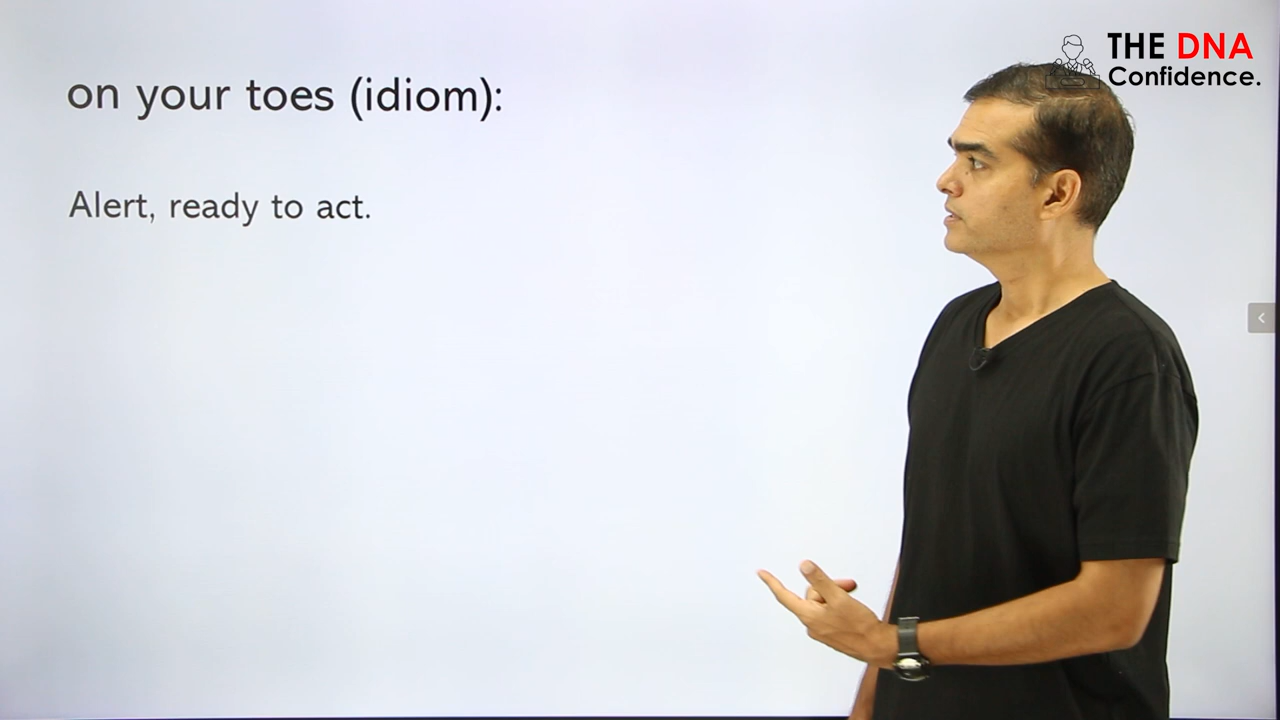 on your toes (idiom):
Alert, ready to act.
THE DNA
Confidence.